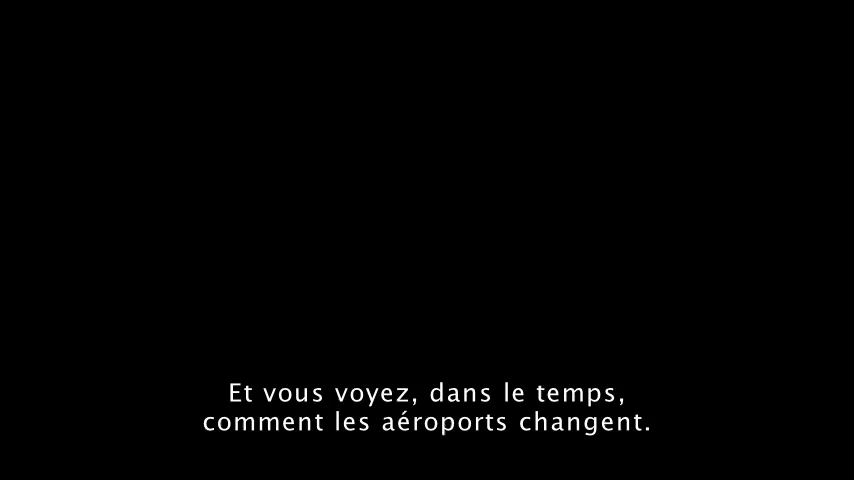 Et vous voyez, dans le temps,
comment les aéroports changent.